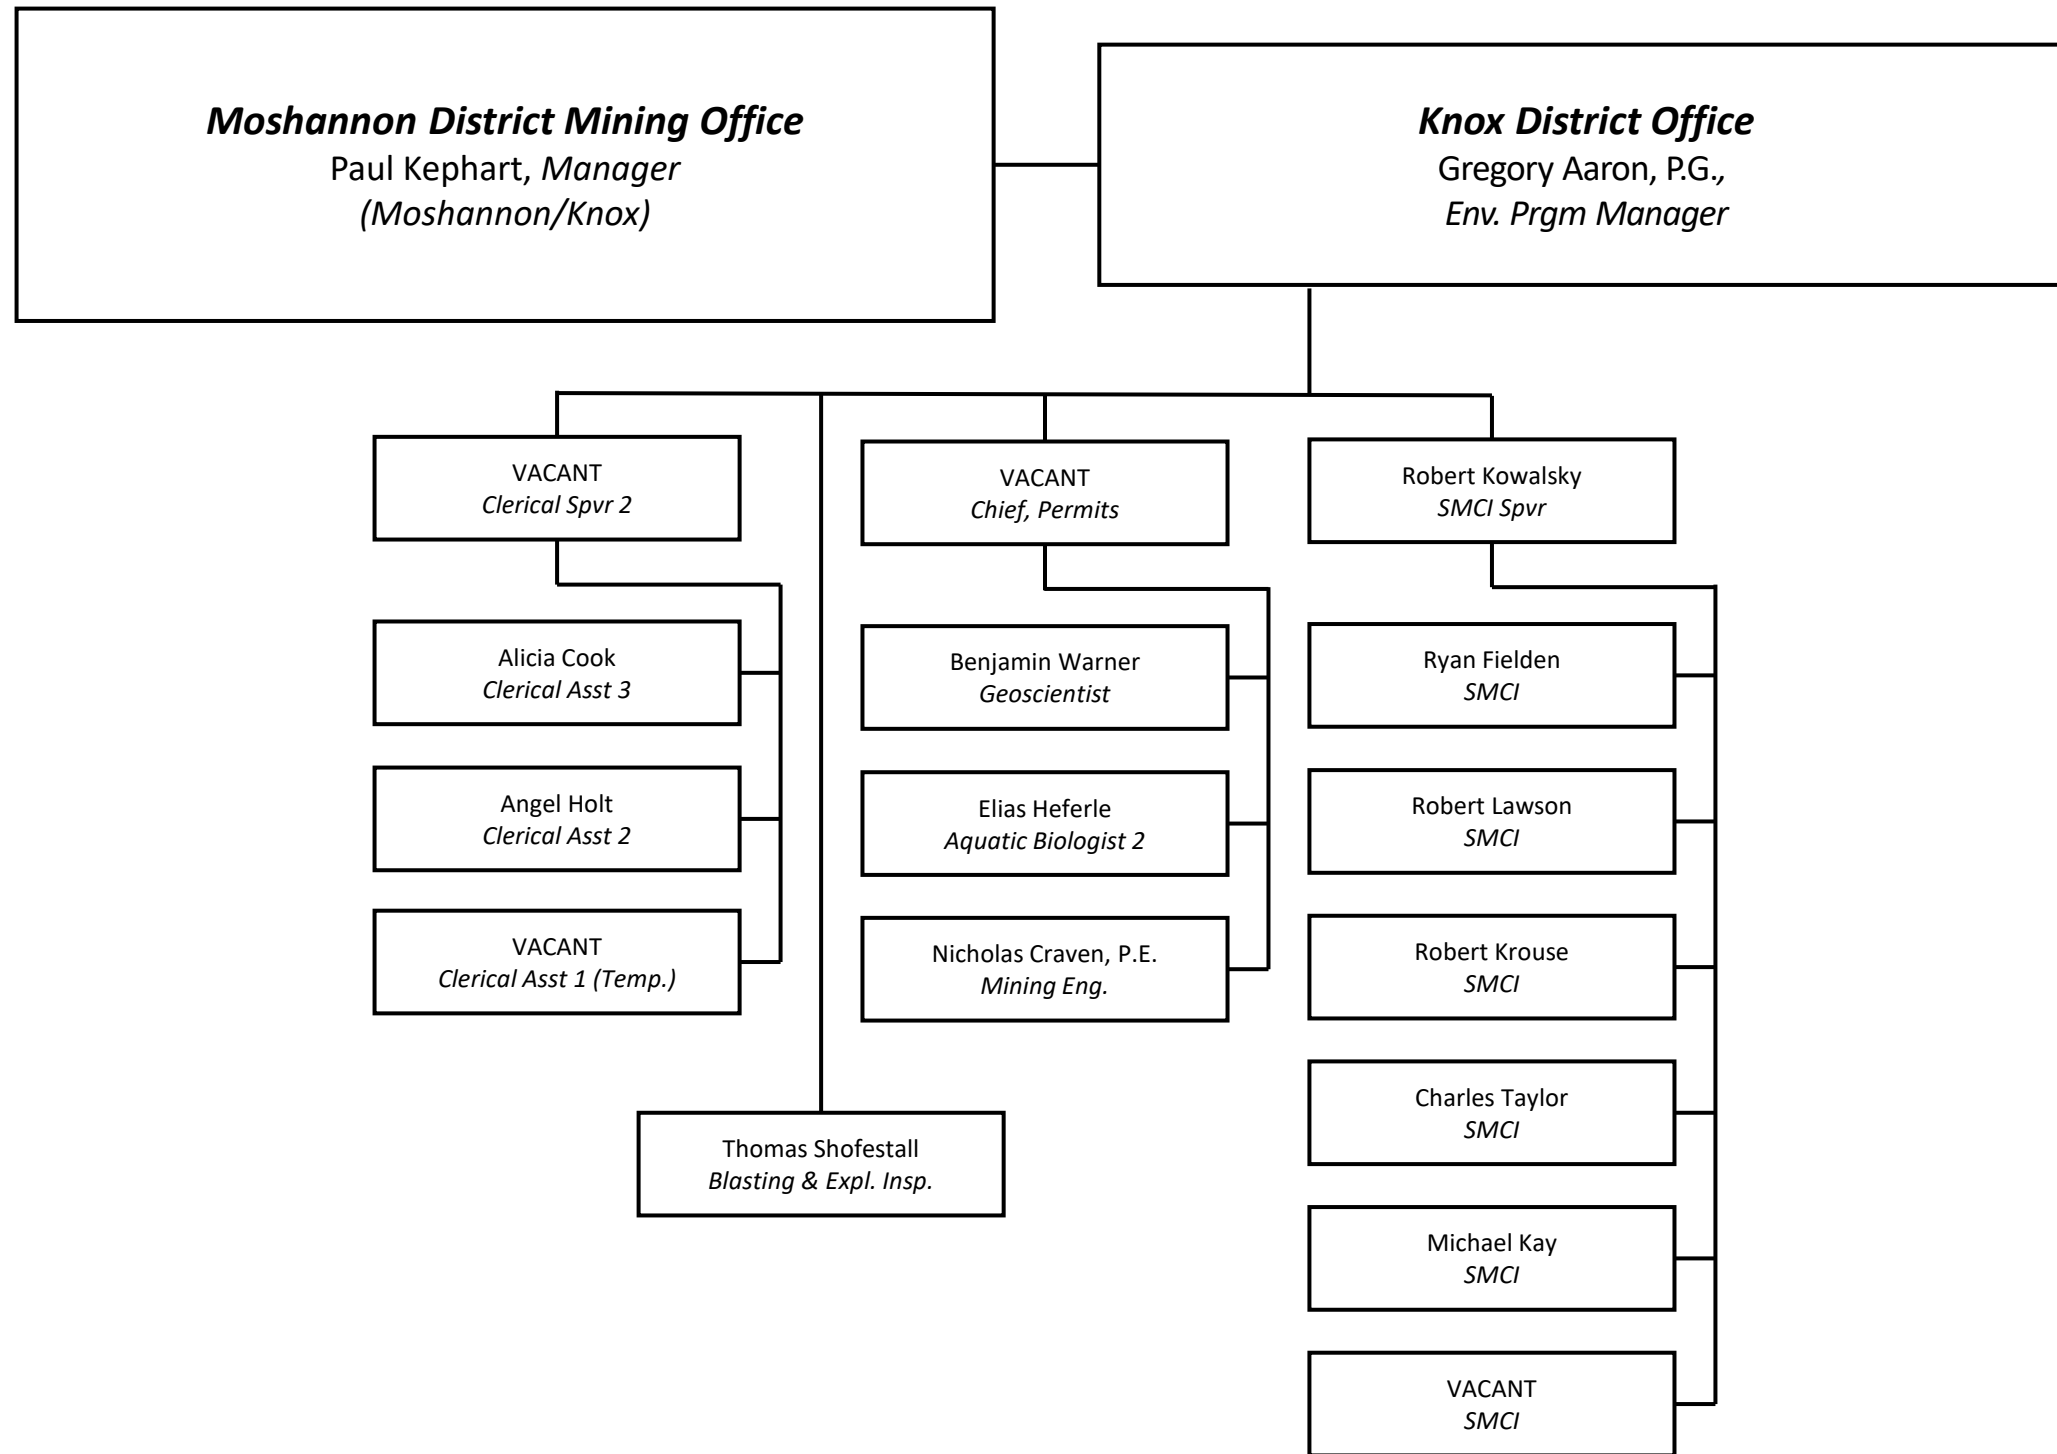 Moshannon District Mining Office
Paul Kephart, Manager
(Moshannon/Knox)
Knox District Office
Gregory Aaron, P.G.,
Env. Prgm Manager
VACANT
Clerical Spvr 2
VACANT
Chief, Permits
Robert Kowalsky
SMCI Spvr
Alicia Cook
Clerical Asst 3
Angel Holt
Clerical Asst 2
VACANT
Clerical Asst 1 (Temp.)
Benjamin Warner
Geoscientist
Elias Heferle
Aquatic Biologist 2
Nicholas Craven, P.E.
Mining Eng.
Ryan Fielden
SMCI
Robert Lawson
SMCI
Robert Krouse
SMCI
Charles Taylor
SMCI
Michael Kay
SMCI
VACANT
SMCI
Thomas Shofestall
Blasting & Expl. Insp.